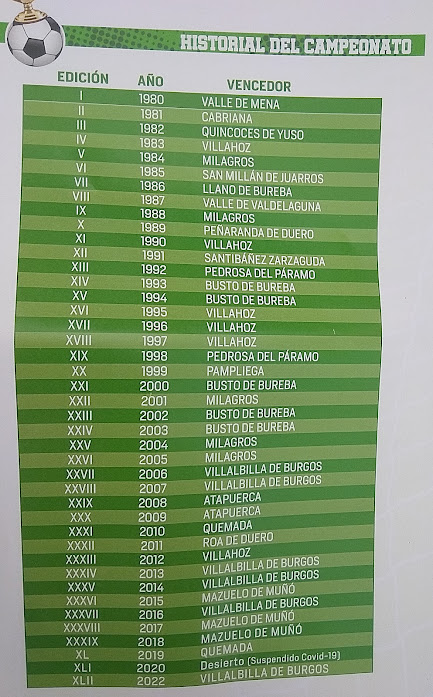 HISTORIAL DEL CAMPEONATO
EDICIÓN AÑO VENCEDOR
I 1980 VALLE DE MENA
II 1981 CABRIANA
III 1982 QUINCOCES DE YUSO
IV 1983 VILLAHOZ
V 1984 MILAGROS
VI 1985 SAN MILLÁN DE JUARROS
VII 1986 LLANO DE BUREBA
VIII 1987 VALLE DE VALDELAGUNA
IX 1988 MILAGROS
X 1989 PEÑARANDA DE DUERO
XI 1990 VILLAHOZ
XII 1991 SANTIBÁÑEZ ZARZAGUDA
XIII 1992 PEDROSA DEL PÁRAMO
XIV 1993 BUSTO DE BUREBA
XV 1994 BUSTO DE BUREBA
XVI 1995 VILLAHOZ
XVII 1996 VILLAHOZ
XVIII 1997 VILLAHOZ
XIX 1998 PEDROSA DEL PÁRAMO
XX 1999 PAMPLIEGA
XXI 2000 BUSTO DE BUREBA
XXII 2001 MILAGROS
XXIII 2002 BUSTO DE BUREBA
XXIV 2003 BUSTO DE BUREBA
XXV 2004 MILAGROS
XXVI 2005 MILAGROS
XXVII 2006 VILLALBILLA DE BURGOS
XXVIII 2007 VILLALBILLA DE BURGOS
XXIX 2008 ATAPUERCA
XXX 2009 ATAPUERCA
XXXI 2010 QUEMADA
XXXII 2011 ROA DE DUERO
XXXIII 2012 VILLAHOZ
XXXIV 2013 VILLALBILLA DE BURGOS
XXXV 2014 VILLALBILLA DE BURGOS
XXXVI 2015 MAZUELO DE MUÑÓ
XXXVII 2016 VILLALBILLA DE BURGOS
XXXVIII 2017 MAZUELO DE MUÑÓ
XXXIX 2018 MAZUELO DE MUÑÓ
XL 2019 QUEMADA
XLI 2020 Desierto (Suspendido Covid-19)
XLII 2022 VILLALBILLA DE BURGOS